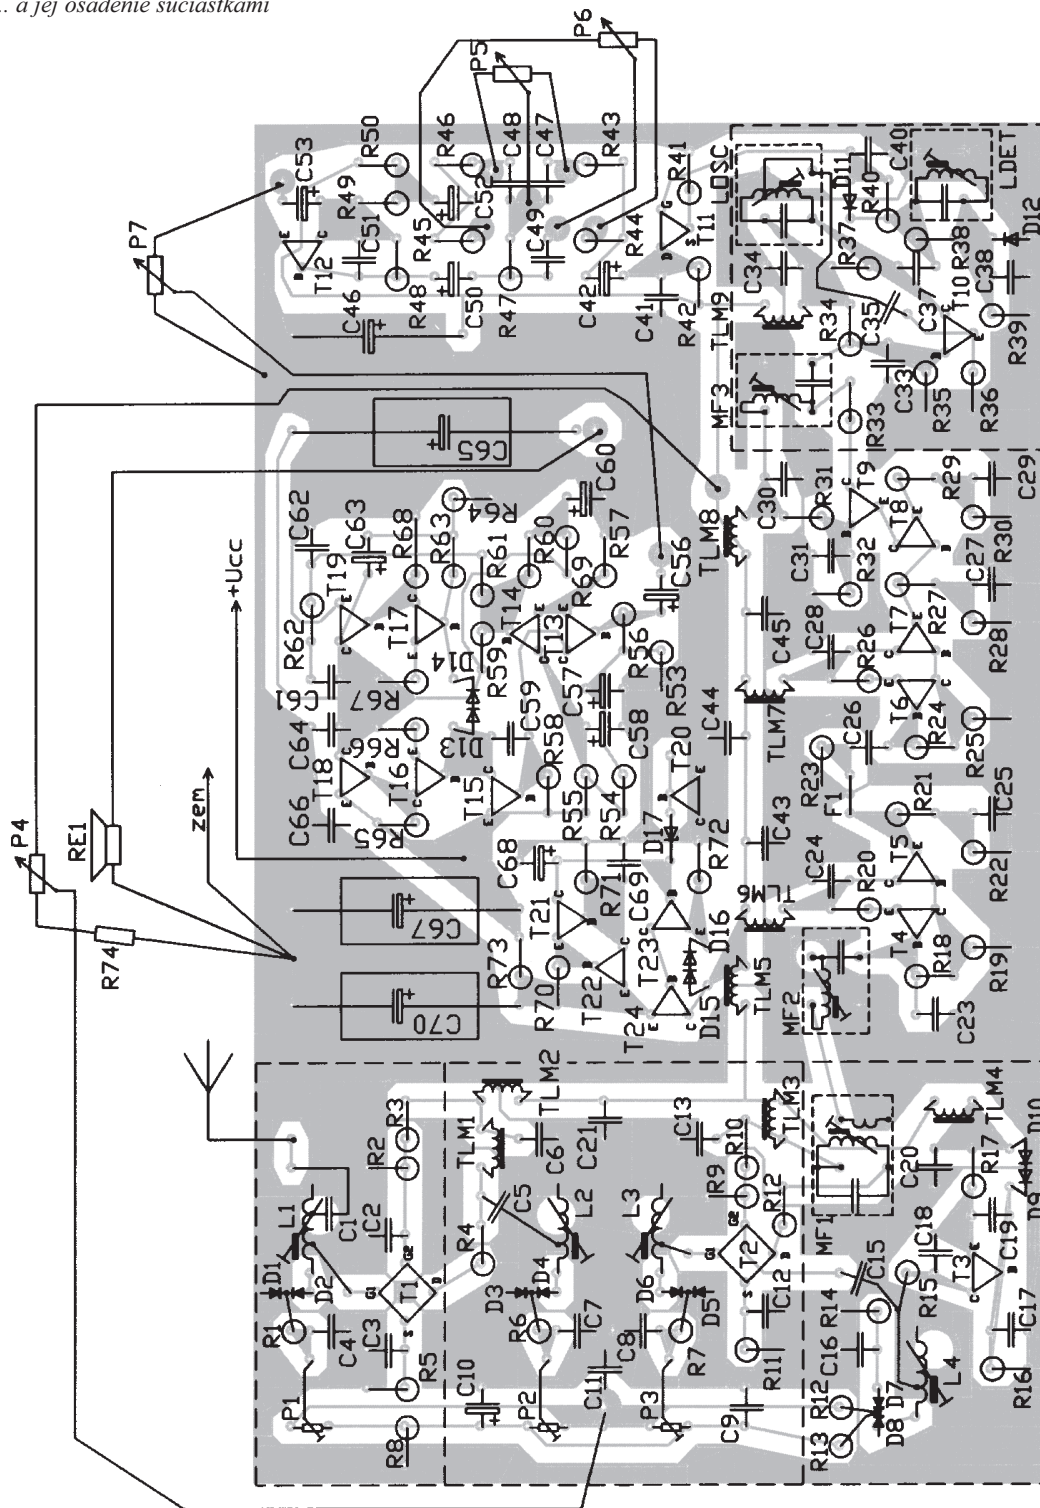 .. a jej osadenie súčiastkami
P6
P5
P7
C53
R50
R46
C48
C47
R43
R49
C51
R45
C52
C49
R44
R41
LOSC
D11
R40
C40
LDET
T12
T11
C46
R48
C50
R47
C42
C41
R42
TLM9
C34
R37
R38
D12
R34
C35
C37
T10
C38
R39
MF3
R33
C33
R35
R36
P4
RE1
R74
zem
+Ucc
C65
C60
C62
C63
R68
R63
R64
R61
R60
R57
R69
C56
TLM8
C30
R31
T9
T8
R29
C29
R62
T19
T17
T14
T13
R56
C31
R32
C27
R30
C61
R67
D14
R59
C59
C57
R53
C45
C28
R26
T7
R27
R28
C64
T18
R66
T16
D13
T15
R58
C58
C44
TLM7
C26
T6
R24
R25
C66
R65
R55
R54
T20
R23
F1
R21
C25
C68
D17
R72
C43
C24
R20
T5
R22
C67
T21
R71
C69
TLM6
T4
R18
R19
C70
R73
R70
T22
T23
T24
D16
D15
TLM5
MF2
C23
TLM2
TLM3
TLM4
R3
R2
TLM1
C6
C21
C13
R10
R9
R12
MF1
C20
R17
D10
D9
L1
C1
C2
R4
C5
L2
L3
T2
C15
C18
C19
D1
D2
T1
D3
D4
D6
D5
C12
R14
R15
T3
C17
R1
C4
C3
R5
R6
C7
C8
R7
R11
C16
L4
R16
P1
R8
C10
P2
C11
P3
C9
R12
R13
D7
D8